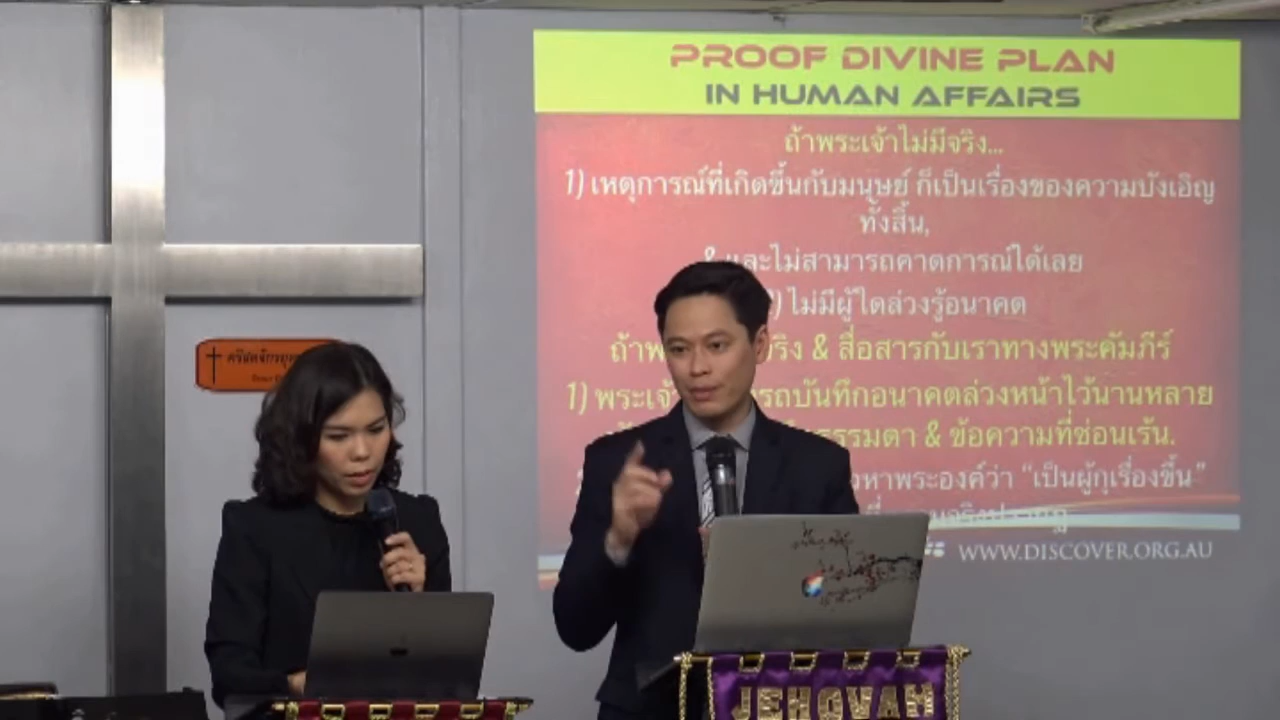 PROOF DIVINE PLAN
IN HUMAN AFFAIRS
ถ้าพระเจ้าไม่มีจริง...
1) เหตุการณ์ที่เกิดขึ้นกับมนุษย์ ก็เป็นเรื่องของความบังเอิญ
ทั้งสิ้น,
และไม่สามารถคาดการณ์ได้เลย
ไม่มีผู้ใดล่วงรู้อนาคต
จริง & สื่อสารกับเราทางพระคัมภีร์
1) พระเจ้า บันทึกอนาคตล่วงหน้าไว้นานหลาย
ธรรมดา & ข้อความที่ซ่อนเร้น.
หาพระองค์ว่า “เป็นผู้กุเรื่องขึ้น”
WWW.DISCOVER.ORG.AU
JEHOVAH